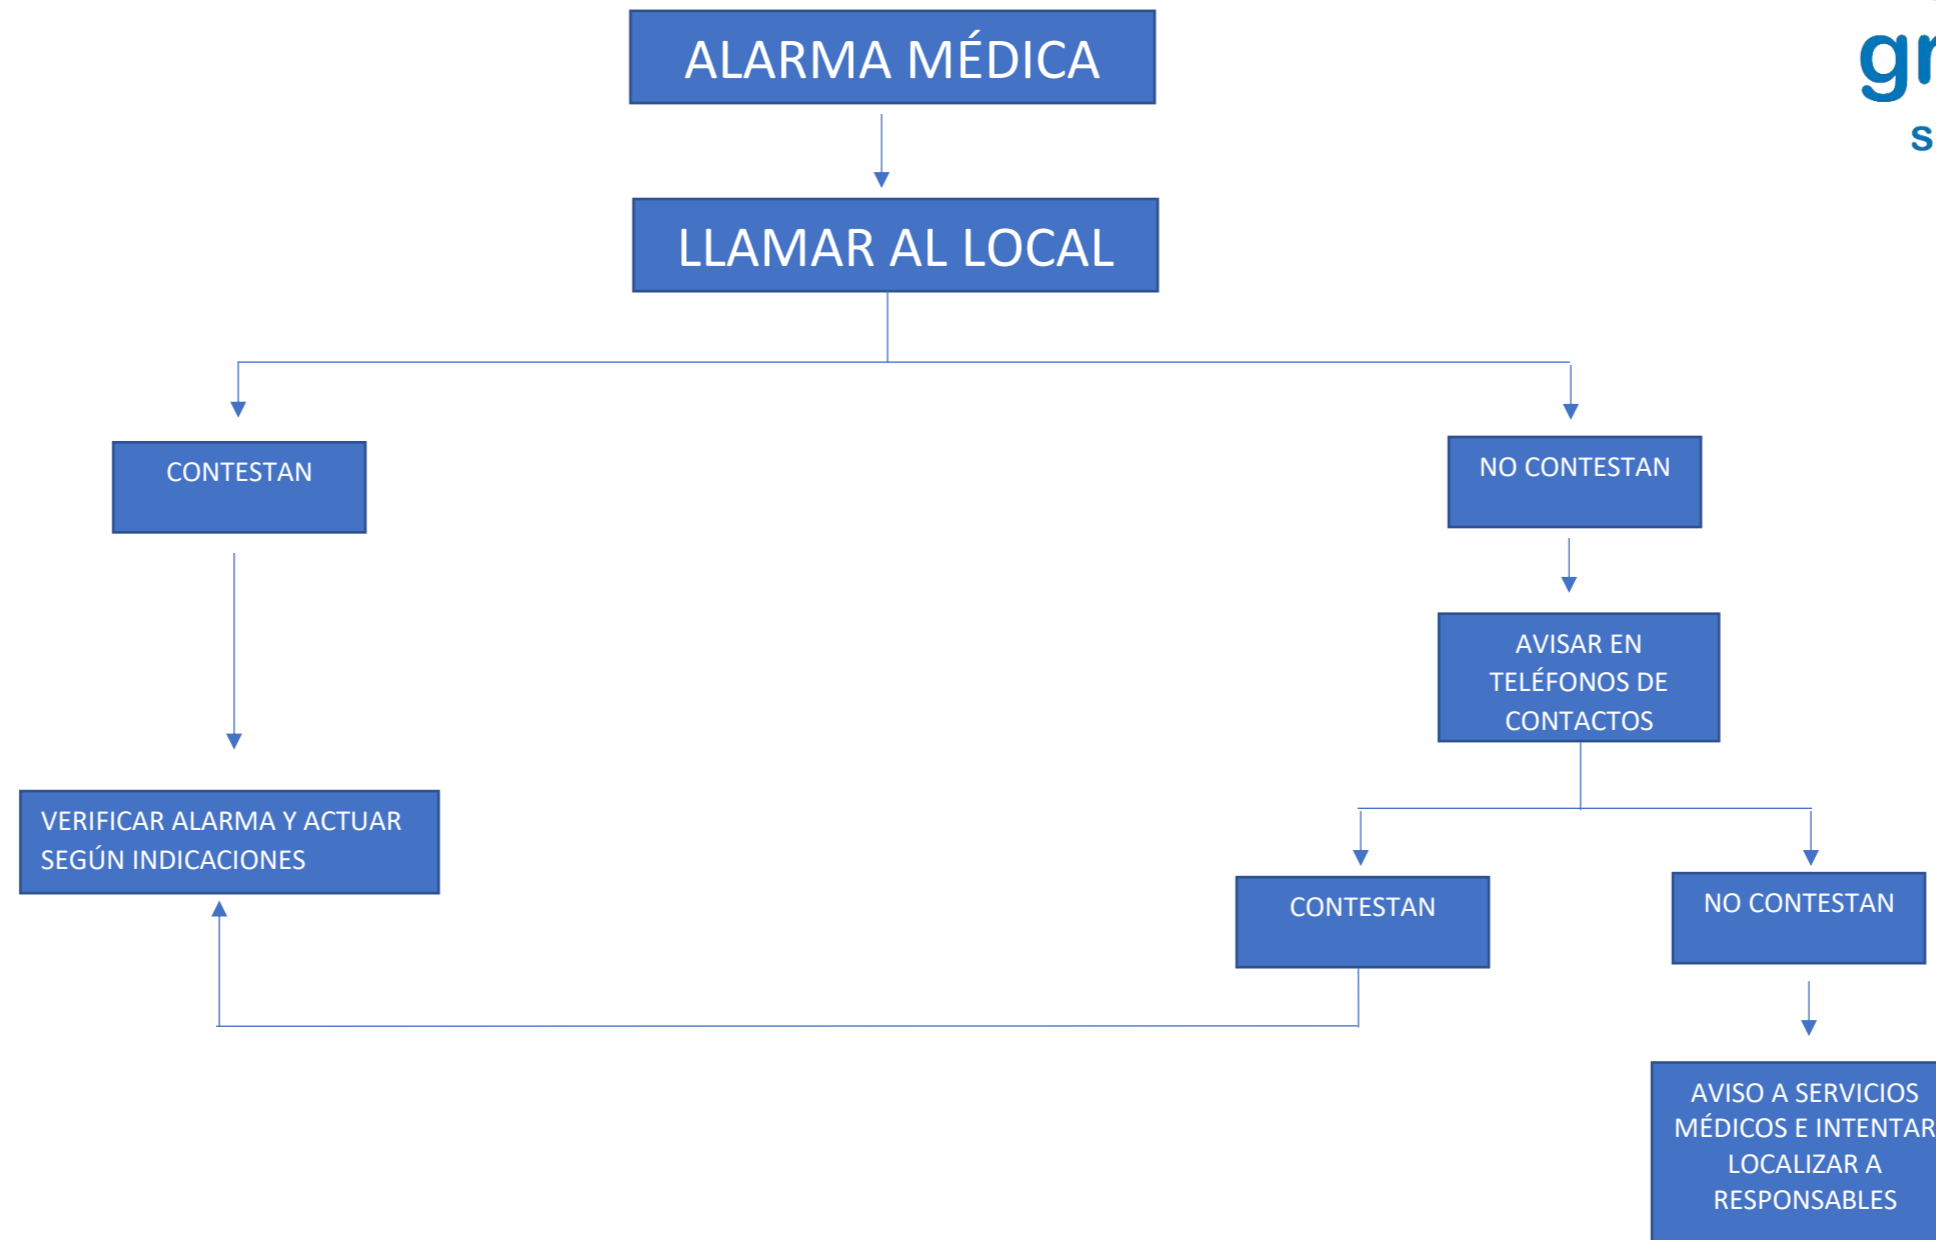 ALARMA MÉDICA
LLAMAR AL LOCAL
CONTESTAN
NO CONTESTAN
AVISAR EN
TELÉFONOS DE
CONTACTOS
VERIFICAR ALARMA Y ACTUAR
SEGÚN INDICACIONES
CONTESTAN
NO CONTESTAN
AVISO A SERVICIOS
MÉDICOS E INTENTAR
LOCALIZAR A
RESPONSABLES